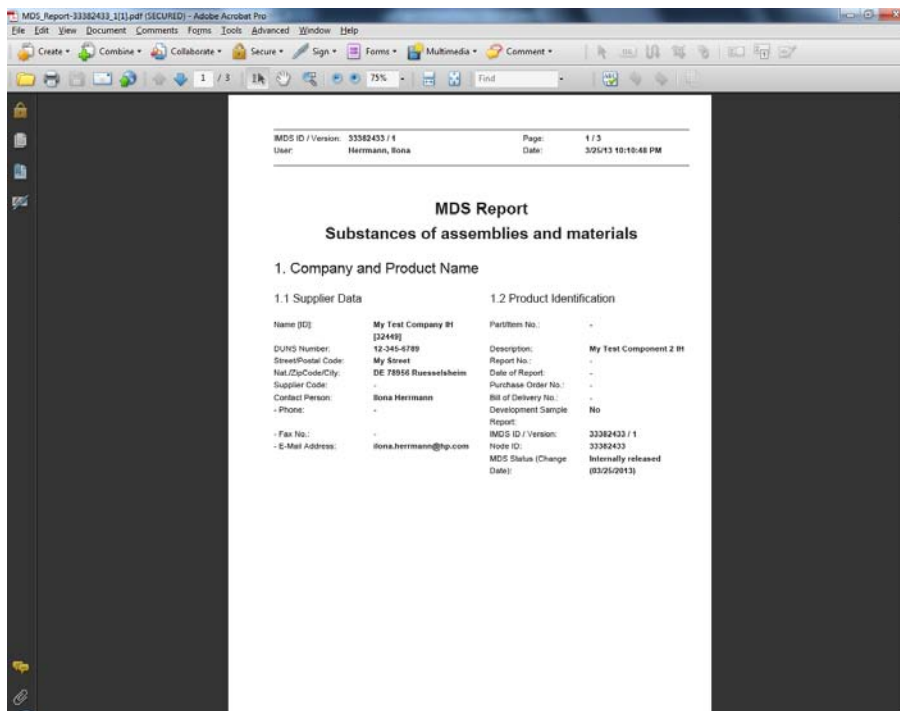 MDS_Report-33382433_1[1].pdf (SECURED) - Adobe Acrobat Pro
File Edit View Document Comments Forms Tools Advanced Window Help
Create Combine Collaborate Secure Sign Forms Multimedia Comment
1 / 3 75% Find
IMDS ID / Version: 33382433 / 1 Page: 1 / 3
User: Herrmann, Ilona Date: 3/25/13 10:10:48 PM
MDS Report
Substances of assemblies and materials
1. Company and Product Name
1.1 Supplier Data 1.2 Product Identification
Name [ID]: My Test Company IH Part/Item No.: -
[32449]
DUNS Number: 12-345-6789 Description: My Test Component 2 IH
Street/Postal Code: My Street Report No.: -
Nat./ZipCode/City: DE 78956 Ruesselsheim Date of Report: -
Supplier Code: - Purchase Order No.: -
Contact Person: Ilona Herrmann Bill of Delivery No.: -
- Phone: - Development Sample No
Report:
- Fax No.: - IMDS ID / Version: 33382433 / 1
- E-Mail Address: ilona.herrmann@hp.com Node ID: 33382433
MDS Status (Change Internally released
Date): (03/25/2013)